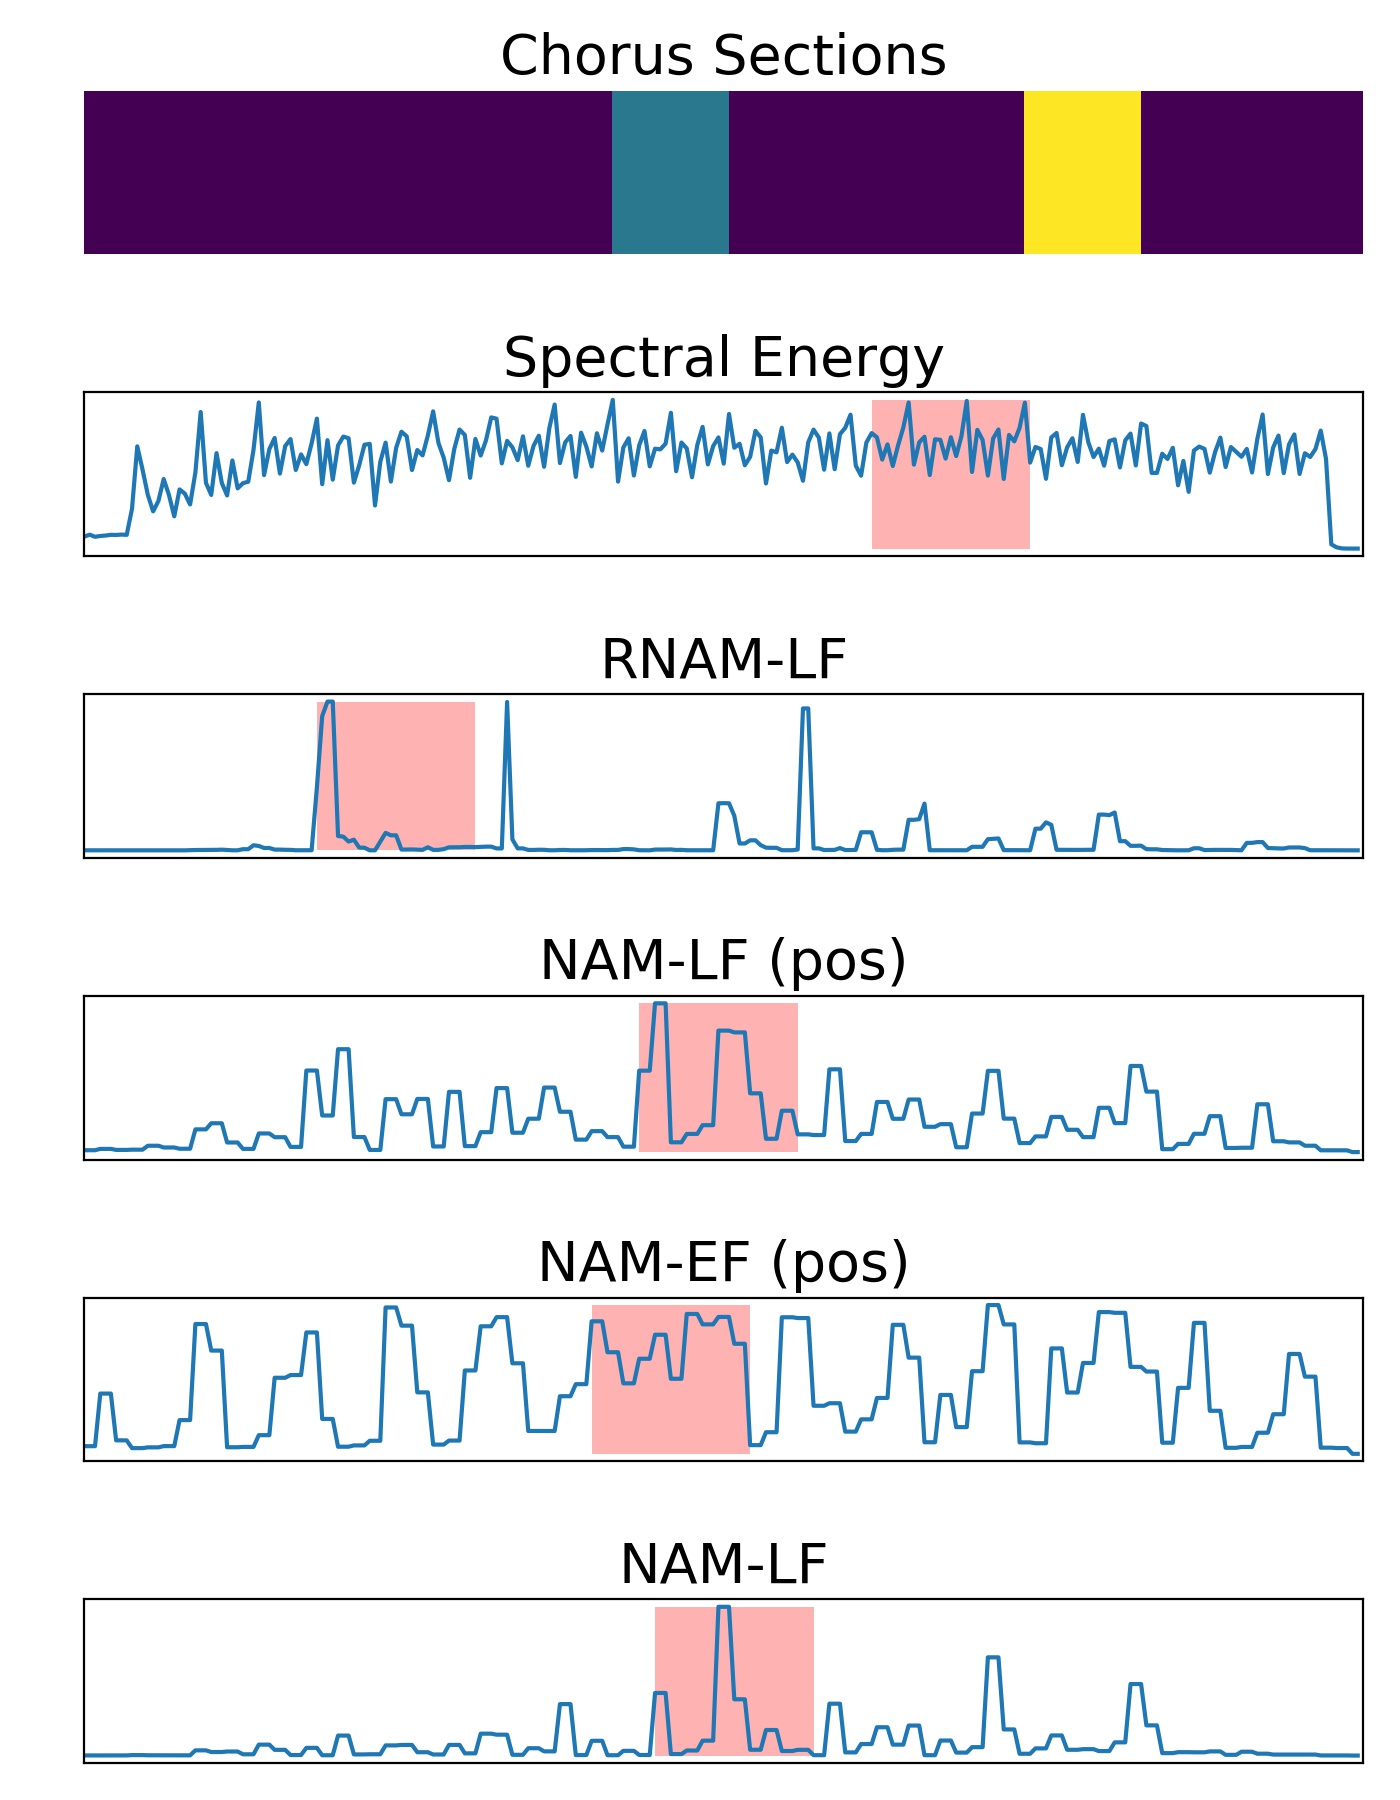 Chorus Sections
Spectral Energy
RNAM-LF
NAM-LF (pos)
NAM-EF (pos)
NAM-LF